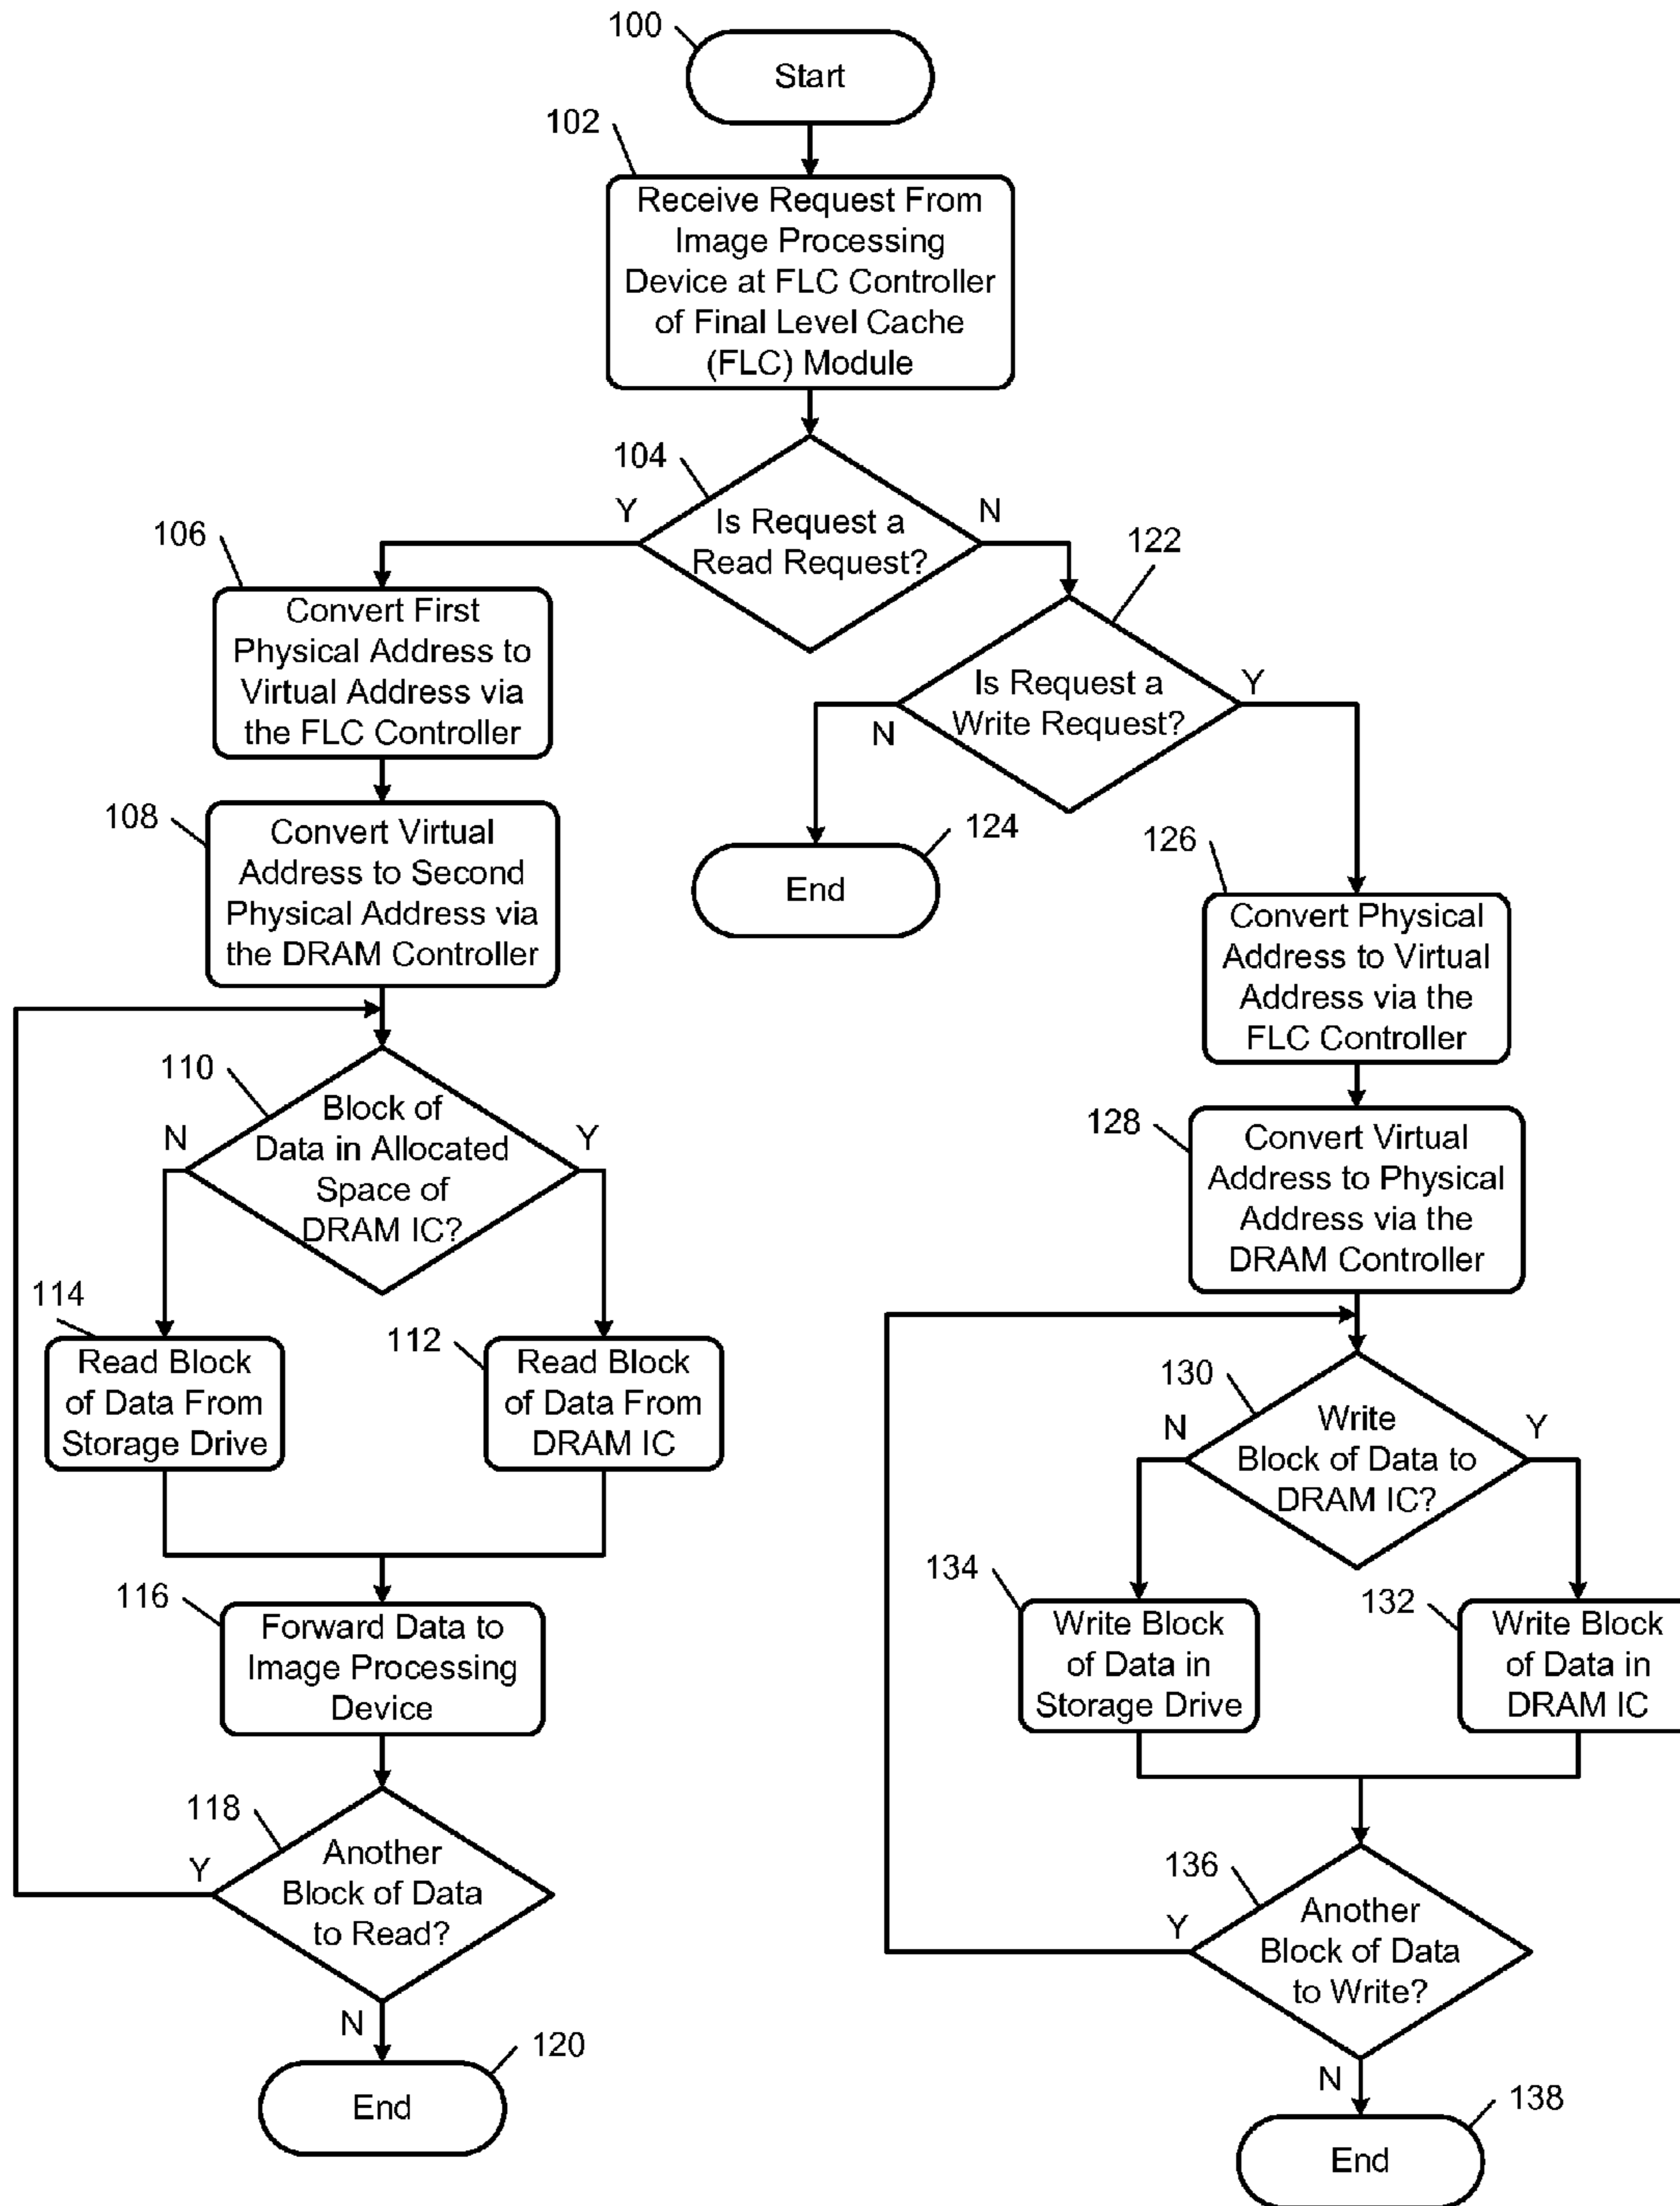 100
Start
102
Receive Request From
Image Processing
Device at FLC Controller
of Final Level Cache
(FLC) Module
104
Y
N
Is Request a
Read Request?
106
Convert First
Physical Address to
Virtual Address via
the FLC Controller
108
Convert Virtual
Address to Second
Physical Address via
the DRAM Controller
110
N
Y
Block of
Data in Allocated
Space of
DRAM IC?
114
Read Block
of Data From
Storage Drive
112
Read Block
of Data From
DRAM IC
116
Forward Data to
Image Processing
Device
118
Y
Another
Block of Data
to Read?
N
120
End
122
Y
N
Is Request a
Write Request?
124
End
126
Convert Physical
Address to Virtual
Address via the
FLC Controller
128
Convert Virtual
Address to Physical
Address via the
DRAM Controller
130
N
Y
Write
Block of Data to
DRAM IC?
134
Write Block
of Data in
Storage Drive
132
Write Block
of Data in
DRAM IC
136
Y
Another
Block of Data
to Write?
N
138
End